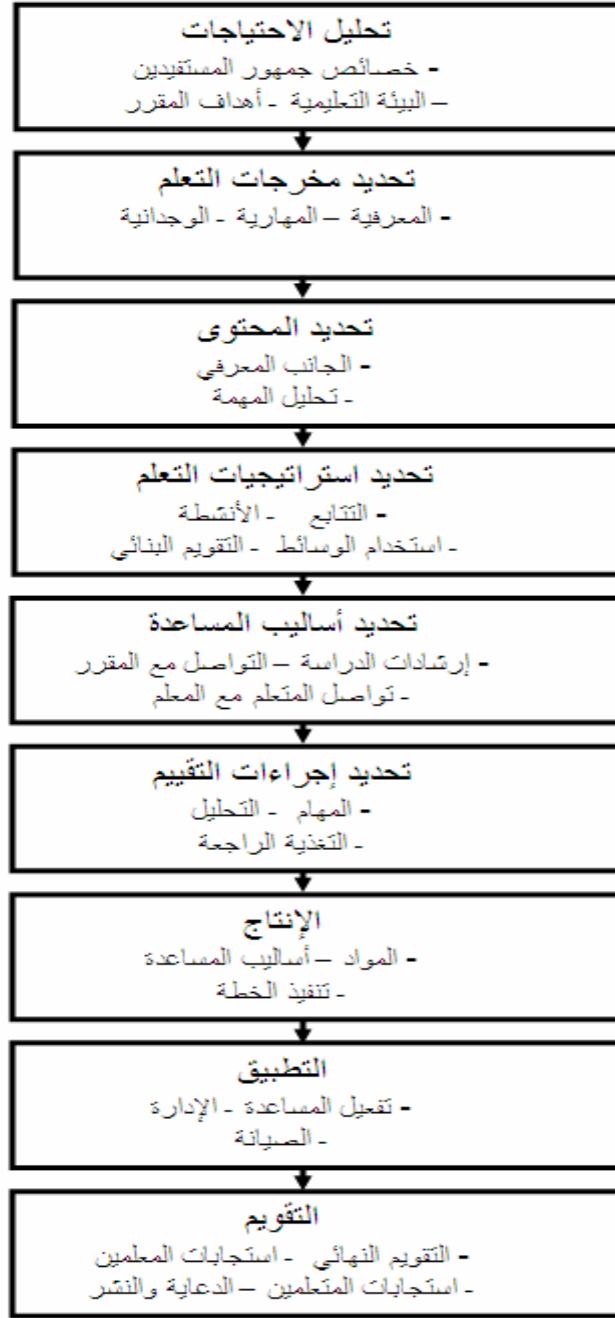 تحليل الاحتياجات
- خصائص جمهور المستفيدين
– البيئة التعليمية - أهداف المقرر
تحديد مخرجات التعلم
- المعرفية – المهارية - الوجدانية
تحديد المحتوى
- الجانب المعرفي
- تحليل المهمة
تحديد استراتيجيات التعلم
- التتابع - الأنشطة
- استخدام الوسائط - التقويم البنائي
تحديد أساليب المساعدة
- إرشادات الدراسة – التواصل مع المقرر
- تواصل المتعلم مع المعلم
تحديد إجراءات التقييم
- المهام - التحليل
- التغذية الراجعة
الإنتاج
- المواد – أساليب المساعدة
- تنفيذ الخطة
التطبيق
- تفعيل المساعدة - الإدارة
- الصيانة
التقويم
- التقويم النهائي - استجابات المعلمين
- استجابات المتعلمين – الدعاية والنشر